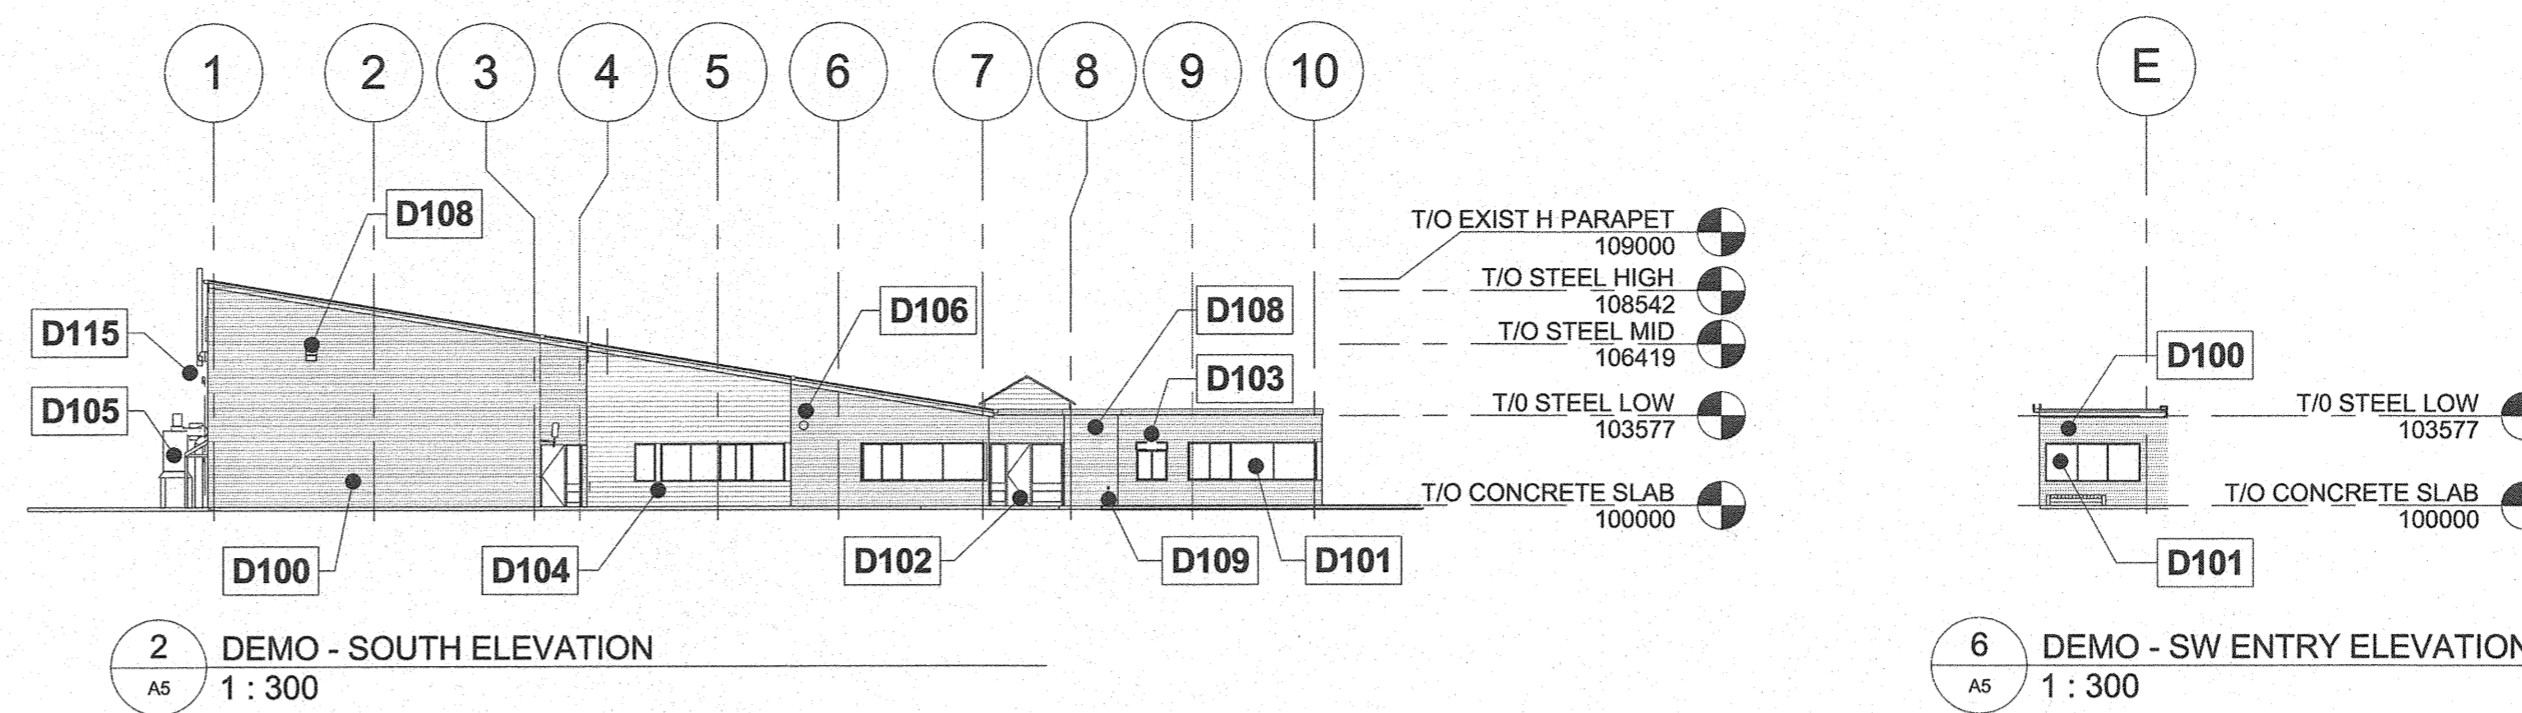 1 2 3 4 5 6 7 8 9 10
E
D108
T/O EXIST H PARAPET
109000
T/O STEEL HIGH
108542
D106
D108
D115
T/O STEEL MID
106419
D103
D100
D105
T/0 STEEL LOW
103577
T/0 STEEL LOW
103577
T/O CONCRETE SLAB
100000
T/O CONCRETE SLAB
100000
D100
D104
D102
D109
D101
D101
2
A5
DEMO - SOUTH ELEVATION
1 : 300
6
A5
DEMO - SW ENTRY ELEVATION
1 : 300